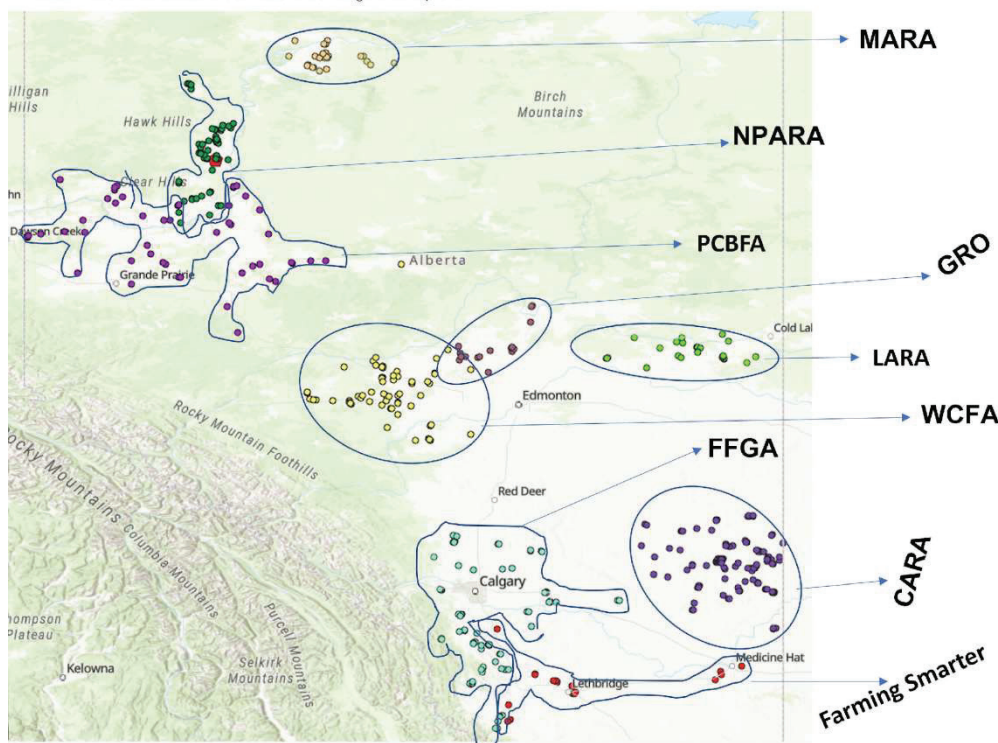 MARA
illigan
Hills
Birch
Mountains
Hawk Hills
NPARA
Clear Hills
hn
Dawson Creek
PCBFA
GRO
Alberta
Grande Prairie
Cold Lal
LARA
Edmonton
WCFA
Rocky Mountain Foothills
FFGA
Rocky Mountains
Red Deer
Columbia Mountains
CARA
Calgary
hompson
Plateau
Purcell Mountains
Medicine Hat
Kelowna
Selkirk
Mountains
Lethbridge
Farming Smarter